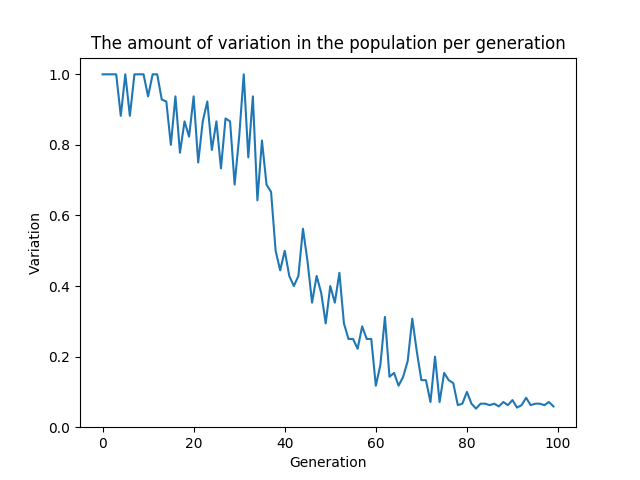 The amount of variation in the population per generation
1.0
0.8
0.6
0.4
0.2
0.0
Variation
0 20 40 60 80 100
Generation